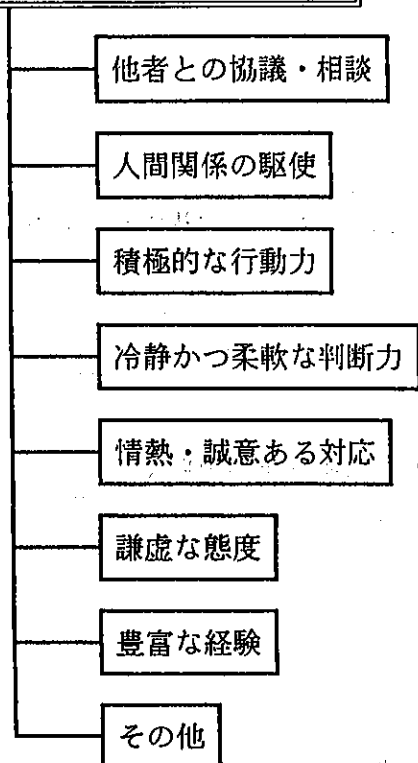 他者との協議・相談
人間関係の駆使
積極的な行動力
冷静かつ柔軟な判断力
情熱・誠意ある対応
謙虚な態度
豊富な経験
その他